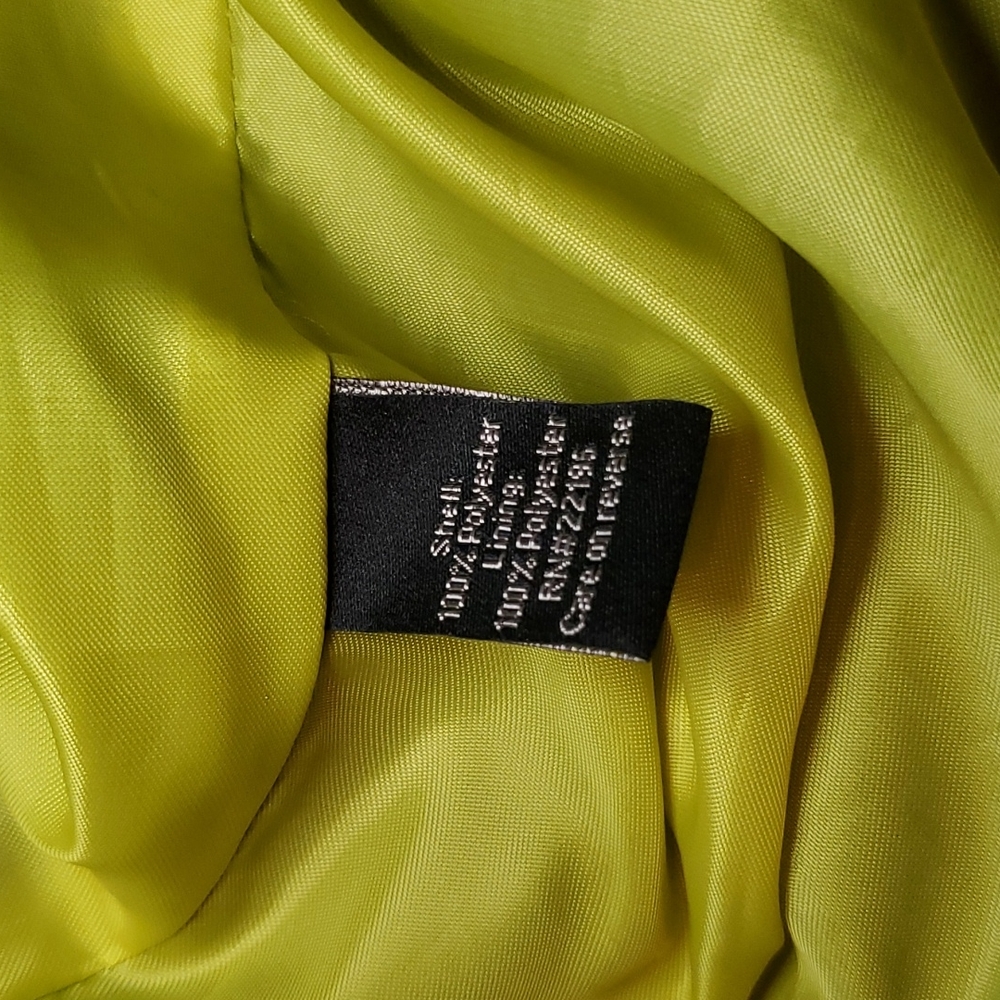 Shell:
100% Polyester
Lining:
100% Polyester
RN#22195
Care on reverse